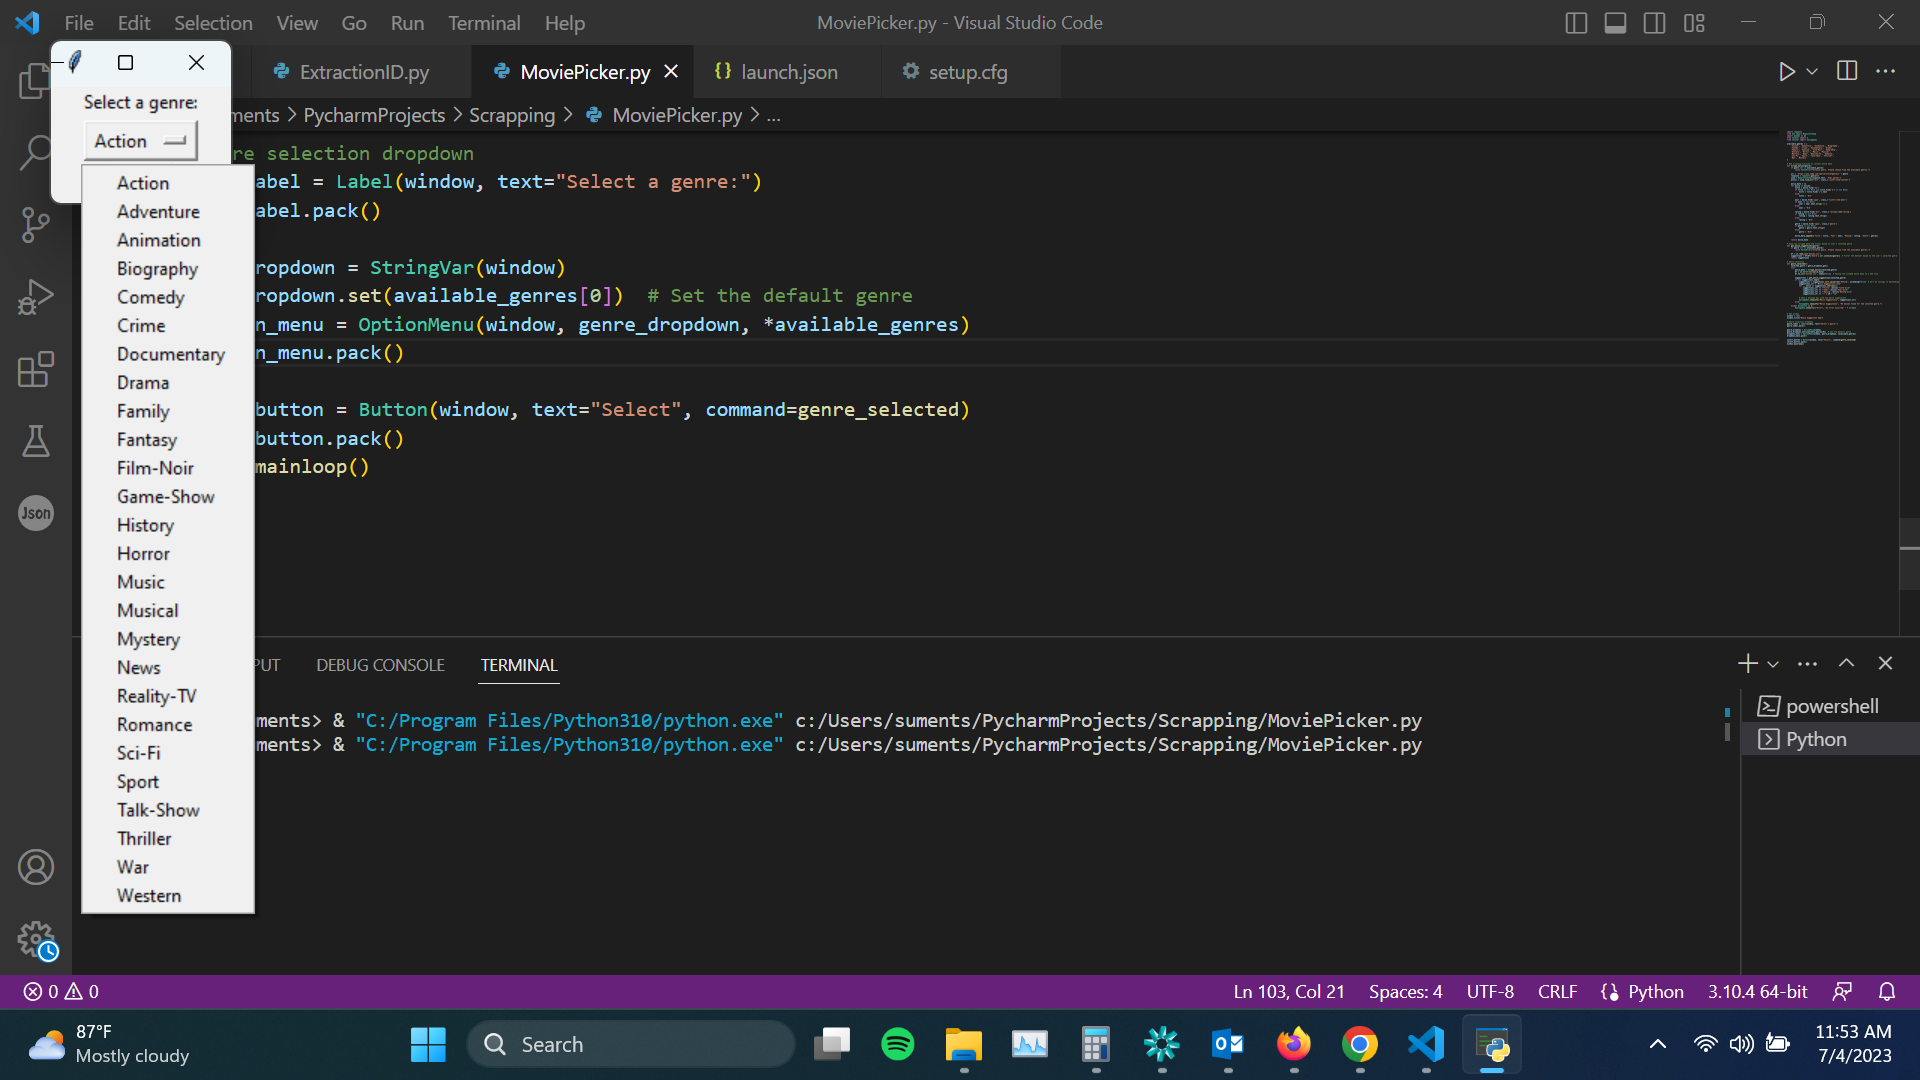 File Edit Selection View Go Run Terminal Help MoviePicker.py - Visual Studio Code
ExtractionID.py MoviePicker.py launch.json setup.cfg
Select a genre:
ments PycharmProjects Scrapping MoviePicker.py ...
Action
Action
Adventure
Animation
Biography
Comedy
Crime
Documentary
Drama
Family
Fantasy
Film-Noir
Game-Show
History
Horror
Music
Musical
Mystery
News
Reality-TV
Romance
Sci-Fi
Sport
Talk-Show
Thriller
War
Western
re selection dropdown
abel = Label(window, text="Select a genre:")
abel.pack()
ropdown = StringVar(window)
ropdown.set(available_genres[0])  # Set the default genre
n_menu = OptionMenu(window, genre_dropdown, *available_genres)
n_menu.pack()
button = Button(window, text="Select", command=genre_selected)
button.pack()
mainloop()
Json
PUT DEBUG CONSOLE TERMINAL
ments> & "C:/Program Files/Python310/python.exe" c:/Users/suments/PycharmProjects/Scrapping/MoviePicker.py
ments> & "C:/Program Files/Python310/python.exe" c:/Users/suments/PycharmProjects/Scrapping/MoviePicker.py
powershell
Python
0 0 Ln 103, Col 21 Spaces: 4 UTF-8 CRLF Python 3.10.4 64-bit
87°F
Mostly cloudy
Search
11:53 AM
7/4/2023